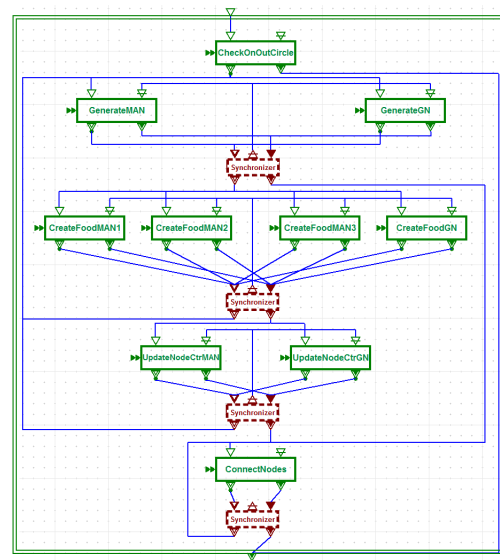 CheckOnOutCircle
GenerateMAN
GenerateGN
Synchronizer
CreateFoodMAN1
CreateFoodMAN2
CreateFoodMAN3
CreateFoodGN
Synchronizer
UpdateNodeCtrMAN
UpdateNodeCtrGN
Synchronizer
ConnectNodes
Synchronizer